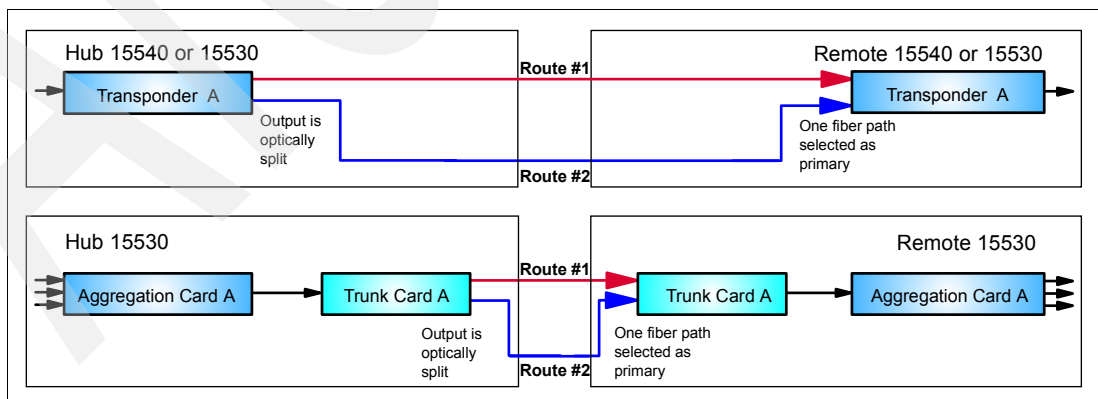 Hub 15540 or 15530
Remote 15540 or 15530
Route #1
Transponder A
Transponder A
Output is
optically
split
One fiber path
selected as
primary
Route #2
Hub 15530
Remote 15530
Route #1
Aggregation Card A
Trunk Card A
Trunk Card A
Aggregation Card A
Output is
optically
split
One fiber path
selected as
primary
Route #2